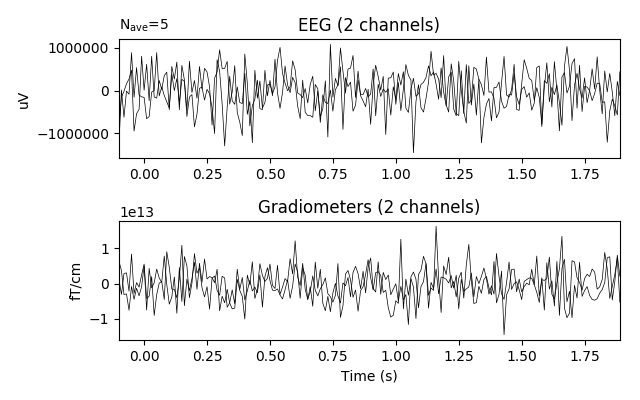 N_ave=5
EEG (2 channels)
1000000
0
−1000000
uV
0.00 0.25 0.50 0.75 1.00 1.25 1.50 1.75
1e13
Gradiometers (2 channels)
1
0
−1
fT/cm
0.00 0.25 0.50 0.75 1.00 1.25 1.50 1.75
Time (s)